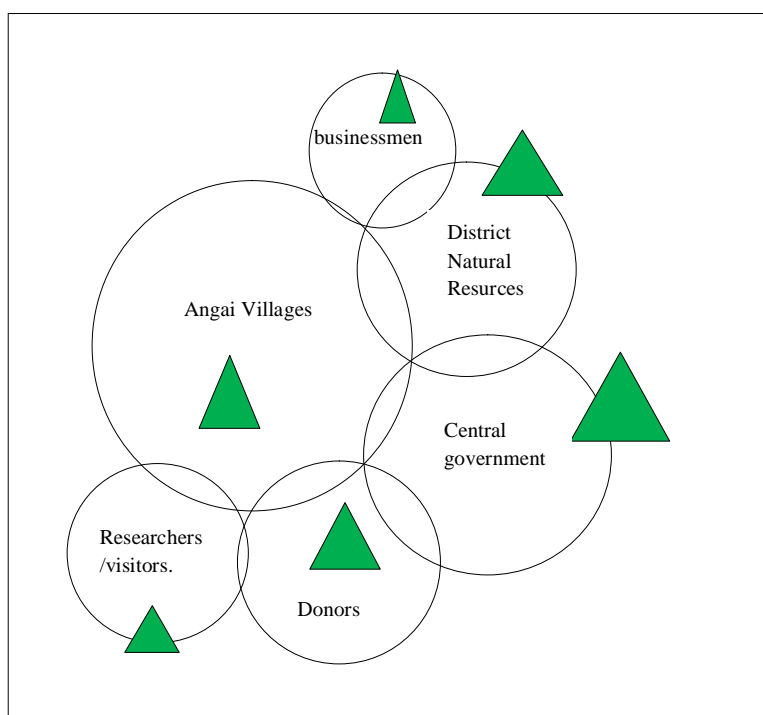 businessmen
District
Natural
Resurces
Angai Villages
Central
government
Researchers
/visitors.
Donors